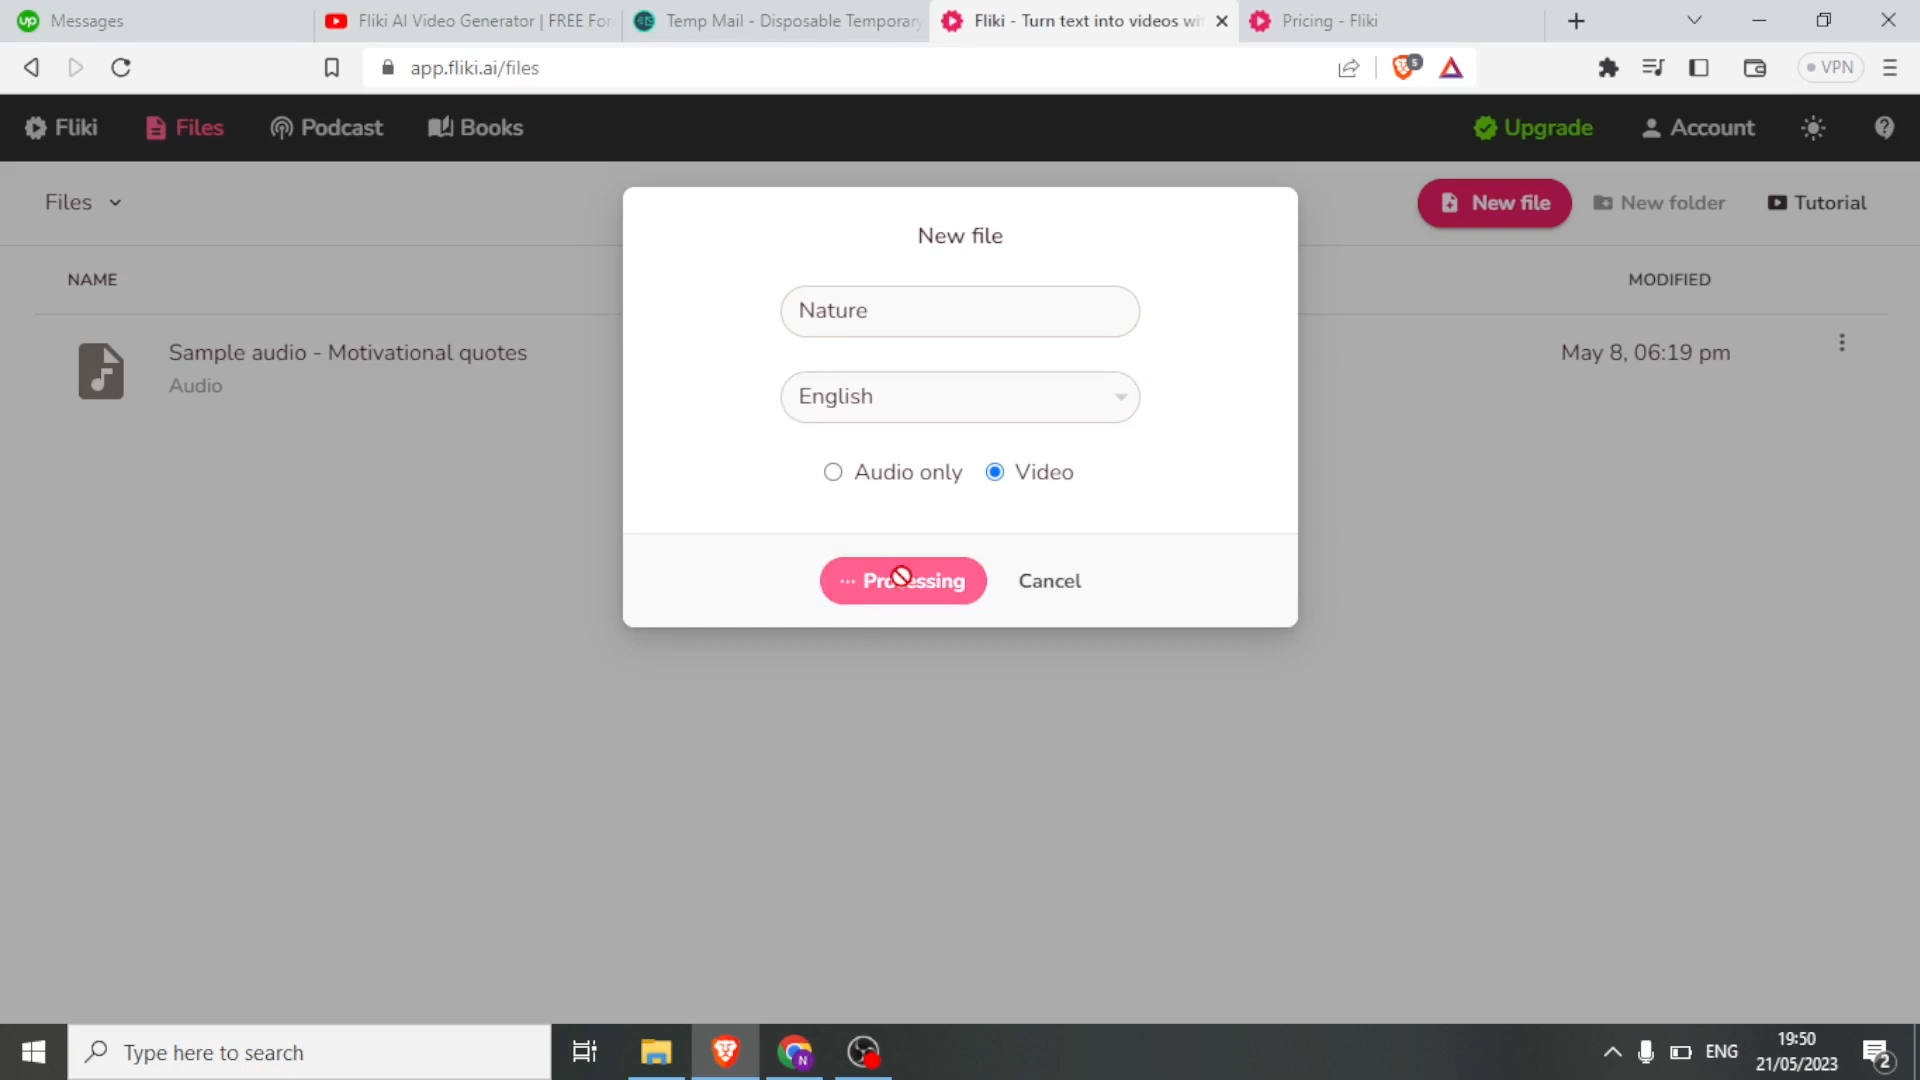 Messages
Fliki AI Video Generator | FREE For
Temp Mail - Disposable Temporary
Fliki - Turn text into videos wi
Pricing - Fliki
app.fliki.ai/files
5
VPN
Fliki
Files
Podcast
Books
Upgrade
Account
Files
New file
New folder
Tutorial
NAME
MODIFIED
Sample audio - Motivational quotes
Audio
May 8, 06:19 pm
New file
Nature
English
Audio only
Video
Processing
Cancel
Type here to search
N
ENG
19:50
21/05/2023
2